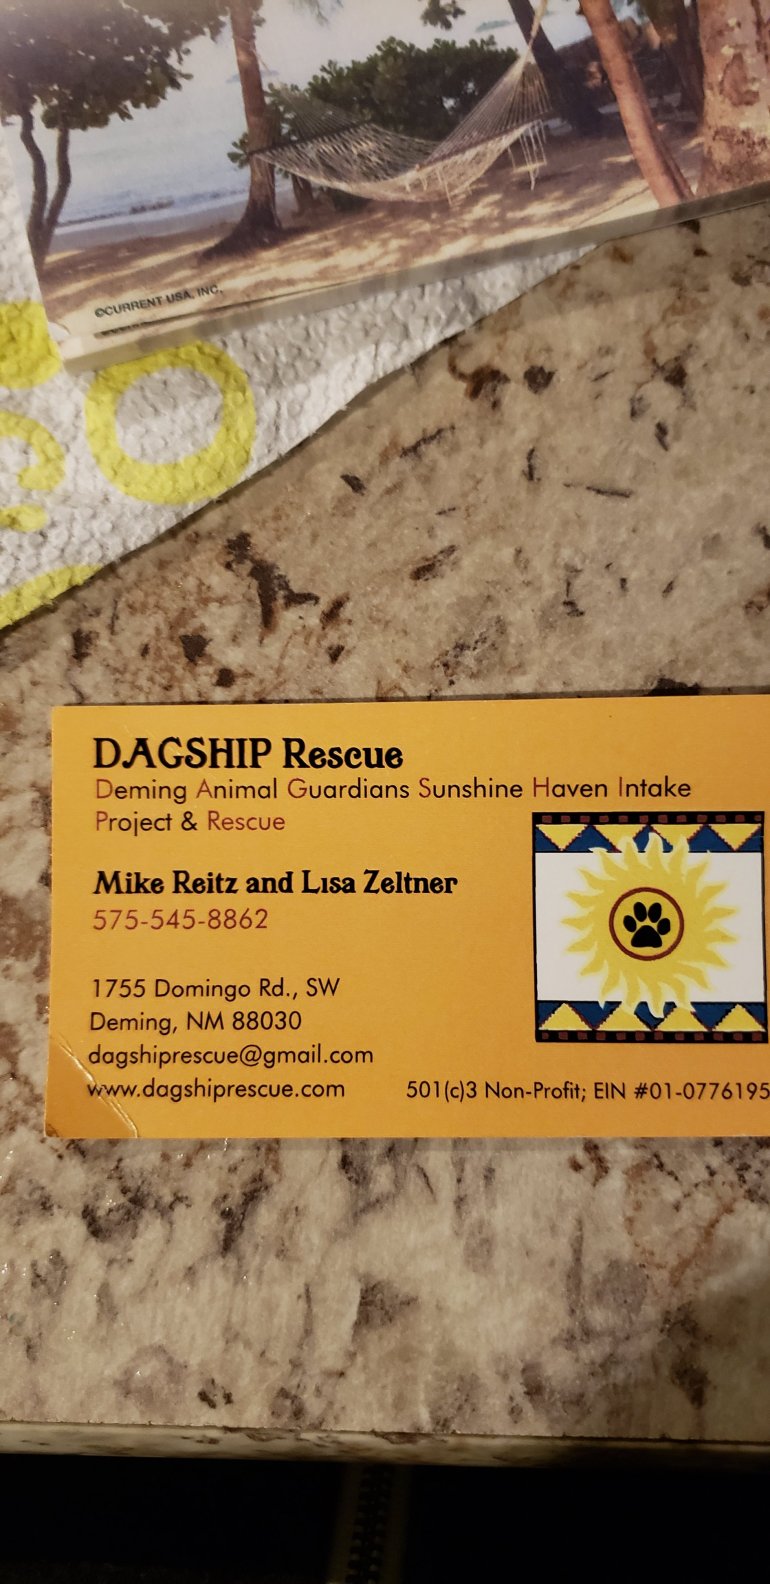 ©CURRENT USA, INC.
DAGSHIP Rescue
Deming Animal Guardians Sunshine Haven Intake
Project & Rescue
Mike Reitz and Lisa Zeltner
575-545-8862
1755 Domingo Rd., SW
Deming, NM 88030
dagshiprescue@gmail.com
www.dagshiprescue.com 501(c)3 Non-Profit; EIN #01-0776195